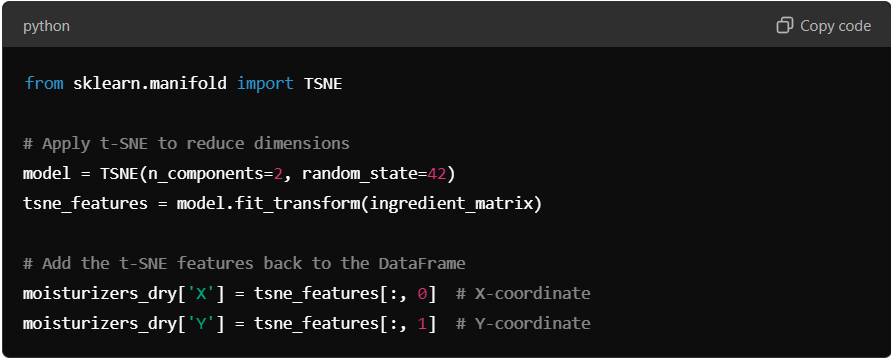 python
Copy code
from sklearn.manifold import TSNE
# Apply t-SNE to reduce dimensions
model = TSNE(n_components=2, random_state=42)
tsne_features = model.fit_transform(ingredient_matrix)
# Add the t-SNE features back to the DataFrame
moisturizers_dry['X'] = tsne_features[:, 0]  # X-coordinate
moisturizers_dry['Y'] = tsne_features[:, 1]  # Y-coordinate